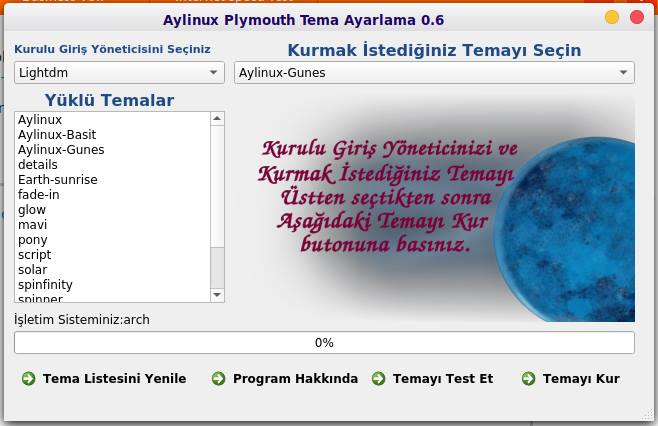 Aylinux Plymouth Tema Ayarlama 0.6
Kurulu Giriş Yöneticisini Seçiniz
Kurmak İstediğiniz Temayı Seçin
Lightdm
Aylinux-Gunes
Yüklü Temalar
Aylinux
Aylinux-Basit
Aylinux-Gunes
details
Earth-sunrise
fade-in
glow
mavi
pony
script
solar
spinfinity
spinner
Kurulu Giriş Yöneticinizi ve
Kurmak İstediğiniz Temayı
Üstten seçtikten sonra
Aşağıdaki Temayı Kur
butonuna basınız.
İşletim Sisteminiz:arch
0%
Tema Listesini Yenile
Program Hakkında
Temayı Test Et
Temayı Kur